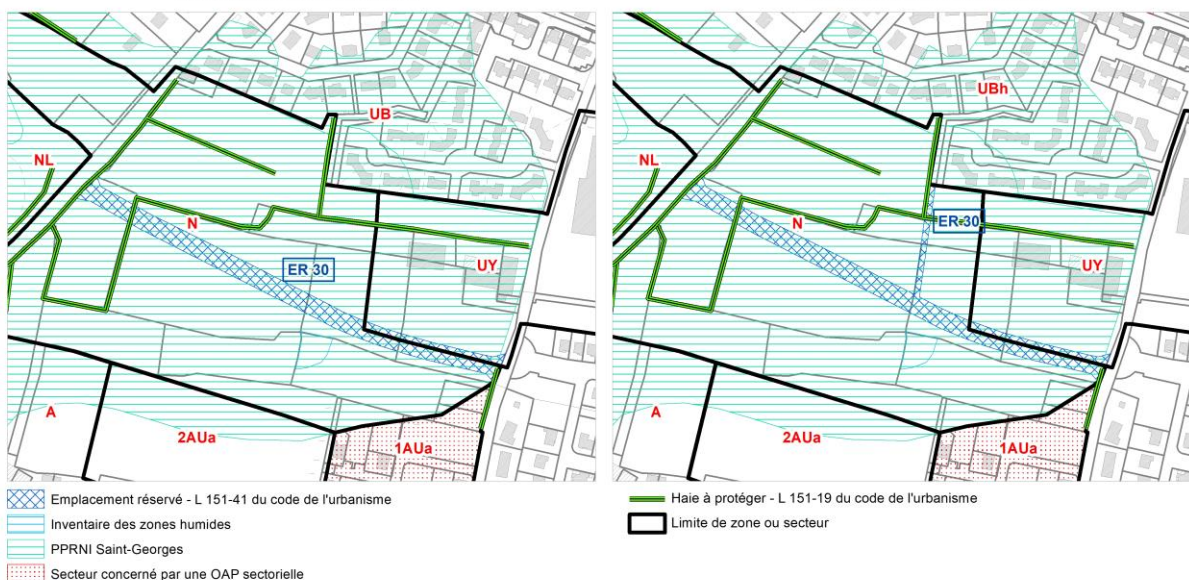 UB
NL
N
ER 30
UY
A
2AUa
1AUa
UBh
NL
N
ER 30
UY
A
2AUa
1AUa
Emplacement réservé - L 151-41 du code de l'urbanisme
Inventaire des zones humides
PPRNI Saint-Georges
Secteur concerné par une OAP sectorielle
Haie à protéger - L 151-19 du code de l'urbanisme
Limite de zone ou secteur